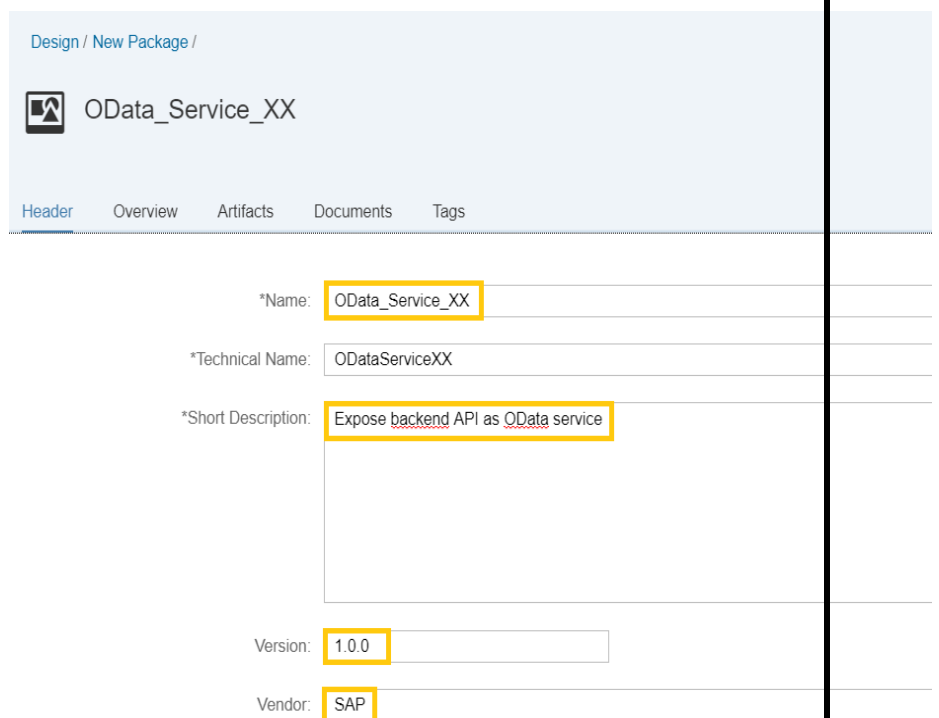 Design / New Package /
OData_Service_XX
Header Overview Artifacts Documents Tags
*Name: OData_Service_XX
*Technical Name: ODataServiceXX
*Short Description: Expose backend API as OData service
Version: 1.0.0
Vendor: SAP